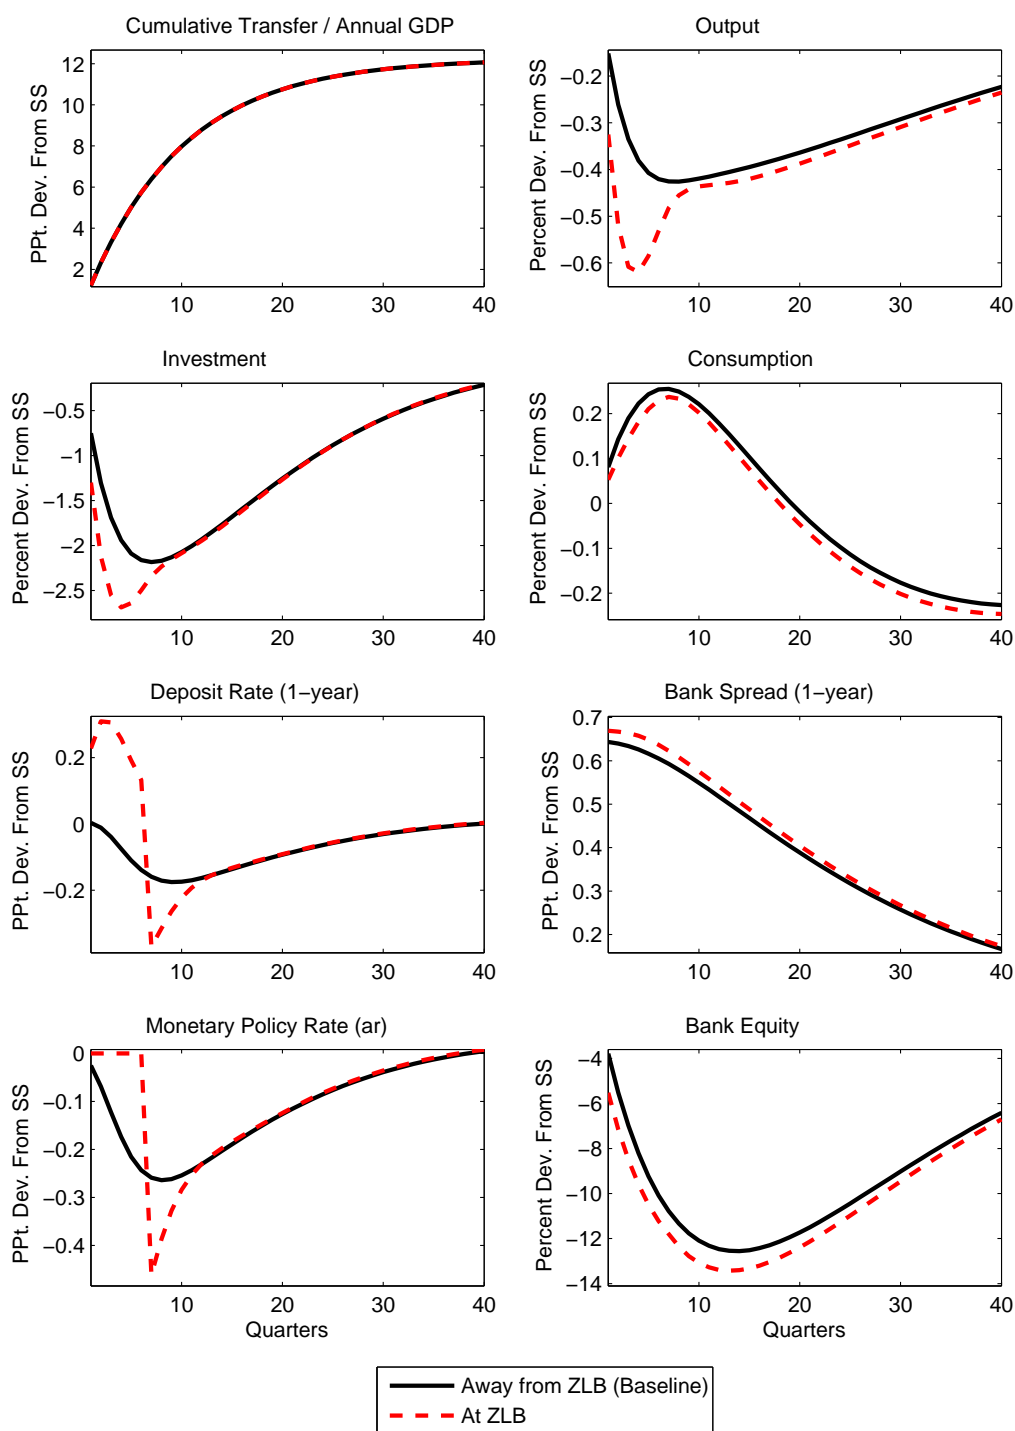 Cumulative Transfer / Annual GDP
PPt. Dev. From SS
12
10
8
6
4
2
10 20 30 40
Output
Percent Dev. From SS
−0.2
−0.3
−0.4
−0.5
−0.6
10 20 30 40
Investment
Percent Dev. From SS
−0.5
−1
−1.5
−2
−2.5
10 20 30 40
Consumption
Percent Dev. From SS
0.2
0.1
0
−0.1
−0.2
10 20 30 40
Deposit Rate (1−year)
PPt. Dev. From SS
0.2
0
−0.2
10 20 30 40
Bank Spread (1−year)
PPt. Dev. From SS
0.7
0.6
0.5
0.4
0.3
0.2
10 20 30 40
Monetary Policy Rate (ar)
PPt. Dev. From SS
0
−0.1
−0.2
−0.3
−0.4
10 20 30 40
Quarters
Bank Equity
Percent Dev. From SS
−4
−6
−8
−10
−12
−14
10 20 30 40
Quarters
Away from ZLB (Baseline)
At ZLB